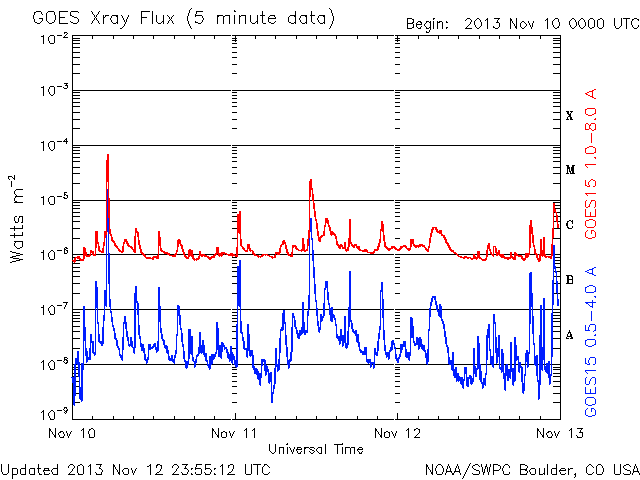 GOES Xray Flux (5 minute data)
Begin: 2013 Nov 10 0000 UTC
10⁻²
10⁻³
10⁻⁴
10⁻⁵
10⁻⁶
10⁻⁷
10⁻⁸
10⁻⁹
Watts m⁻²
X
M
C
B
A
GOES15 1.0-8.0 A
GOES15 0.5-4.0 A
Nov 10
Nov 11
Nov 12
Nov 13
Universal Time
Updated 2013 Nov 12 23:55:12 UTC
NOAA/SWPC Boulder, CO USA